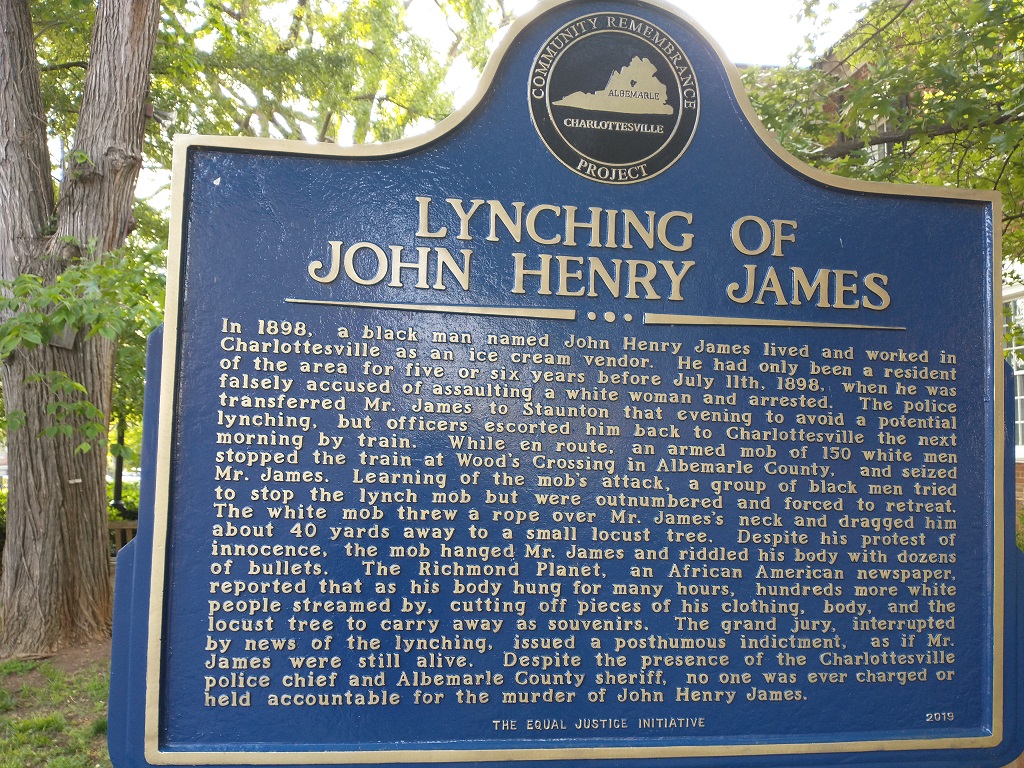 COMMUNITY REMEMBRANCE
ALBEMARLE
CHARLOTTESVILLE
PROJECT
LYNCHING OF
JOHN HENRY JAMES
In 1898, a black man named John Henry James lived and worked in
Charlottesville as an ice cream vendor. He had only been a resident
of the area for five or six years before July 11th, 1898, when he was
falsely accused of assaulting a white woman and arrested. The police
transferred Mr. James to Staunton that evening to avoid a potential
lynching, but officers escorted him back to Charlottesville the next
morning by train. While en route, an armed mob of 150 white men
stopped the train at Wood's Crossing in Albemarle County, and seized
Mr. James. Learning of the mob's attack, a group of black men tried
to stop the lynch mob but were outnumbered and forced to retreat.
The white mob threw a rope over Mr. James's neck and dragged him
about 40 yards away to a small locust tree. Despite his protest of
innocence, the mob hanged Mr. James and riddled his body with dozens
of bullets. The Richmond Planet, an African American newspaper,
reported that as his body hung for many hours, hundreds more white
people streamed by, cutting off pieces of his clothing, body, and the
locust tree to carry away as souvenirs. The grand jury, interrupted
by news of the lynching, issued a posthumous indictment, as if Mr.
James were still alive. Despite the presence of the Charlottesville
police chief and Albemarle County sheriff, no one was ever charged or
held accountable for the murder of John Henry James.
THE EQUAL JUSTICE INITIATIVE
2019